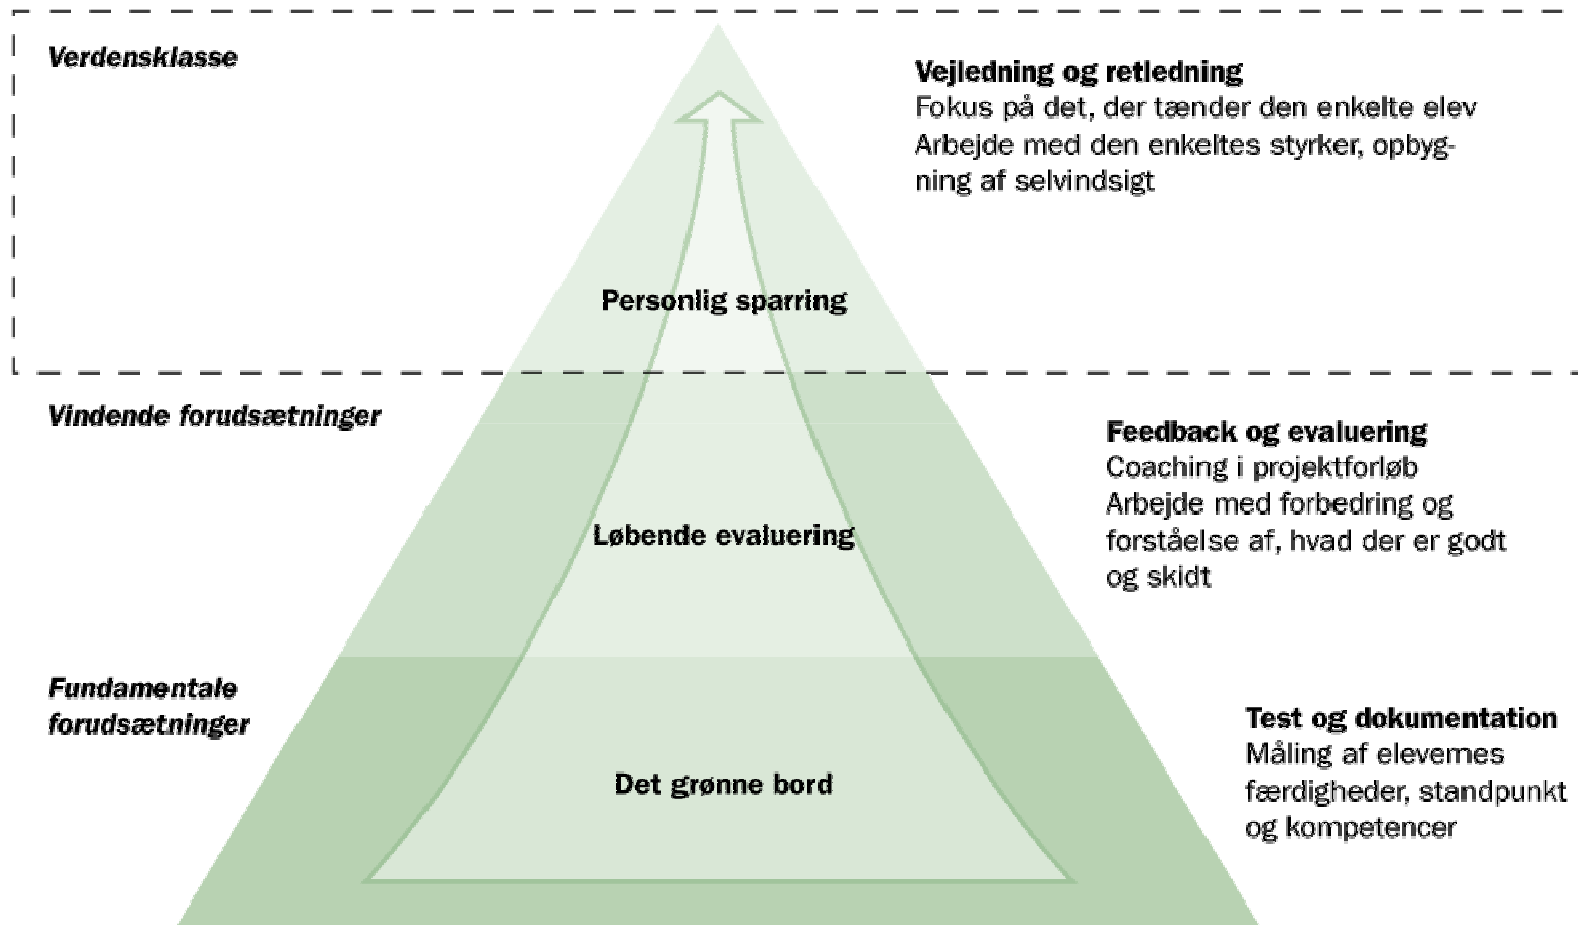 Verdensklasse
Vejledning og retledning
Fokus på det, der tænder den enkelte elev
Arbejde med den enkeltes styrker, opbyg-
ning af selvindsigt
Personlig sparring
Vindende forudsætninger
Feedback og evaluering
Coaching i projektforløb
Arbejde med forbedring og
forståelse af, hvad der er godt
og skidt
Løbende evaluering
Fundamentale
forudsætninger
Test og dokumentation
Måling af elevernes
færdigheder, standpunkt
og kompetencer
Det grønne bord